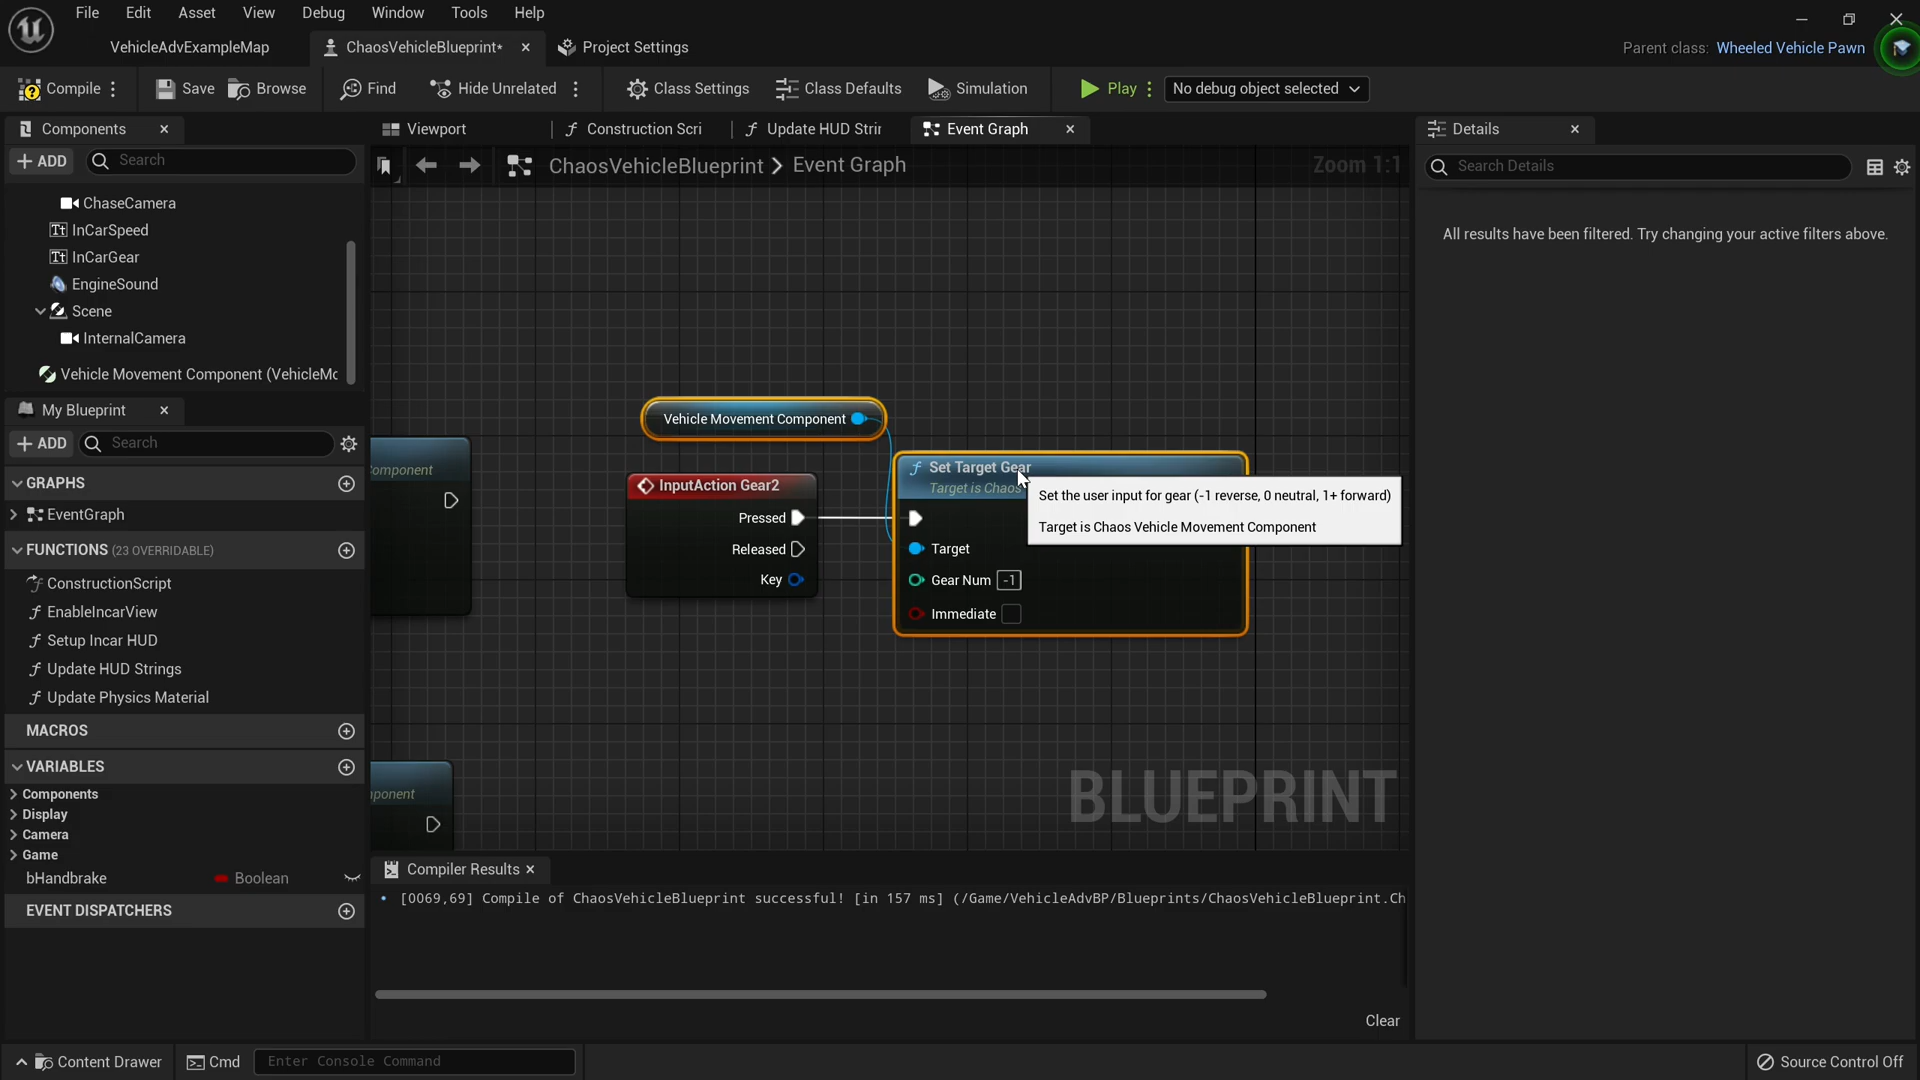 File Edit Asset View Debug Window Tools Help
VehicleAdvExampleMap ChaosVehicleBlueprint* Project Settings
Parent class: Wheeled Vehicle Pawn
Compile Save Browse Find Hide Unrelated Class Settings Class Defaults Simulation Play No debug object selected
Components Viewport Construction Scri Update HUD Strir Event Graph Details
ADD Search ChaosVehicleBlueprint Event Graph Zoom 1:1 Search Details
ChaseCamera
InCarSpeed
InCarGear
EngineSound
Scene
InternalCamera
Vehicle Movement Component (VehicleMc
All results have been filtered. Try changing your active filters above.
My Blueprint
ADD Search
GRAPHS
EventGraph
FUNCTIONS (23 OVERRIDABLE)
ConstructionScript
EnableIncarView
Setup Incar HUD
Update HUD Strings
Update Physics Material
MACROS
VARIABLES
Components
Display
Camera
Game
bHandbrake Boolean
EVENT DISPATCHERS
omponent
ponent
Vehicle Movement Component
InputAction Gear2
Pressed
Released
Key
Set Target Gear
Target is Chaos
Target
Gear Num -1
Immediate
Set the user input for gear (-1 reverse, 0 neutral, 1+ forward)
Target is Chaos Vehicle Movement Component
BLUEPRINT
Compiler Results
[0069,69] Compile of ChaosVehicleBlueprint successful! [in 157 ms] (/Game/VehicleAdvBP/Blueprints/ChaosVehicleBlueprint.Ch
Clear
Content Drawer Cmd Enter Console Command Source Control Off